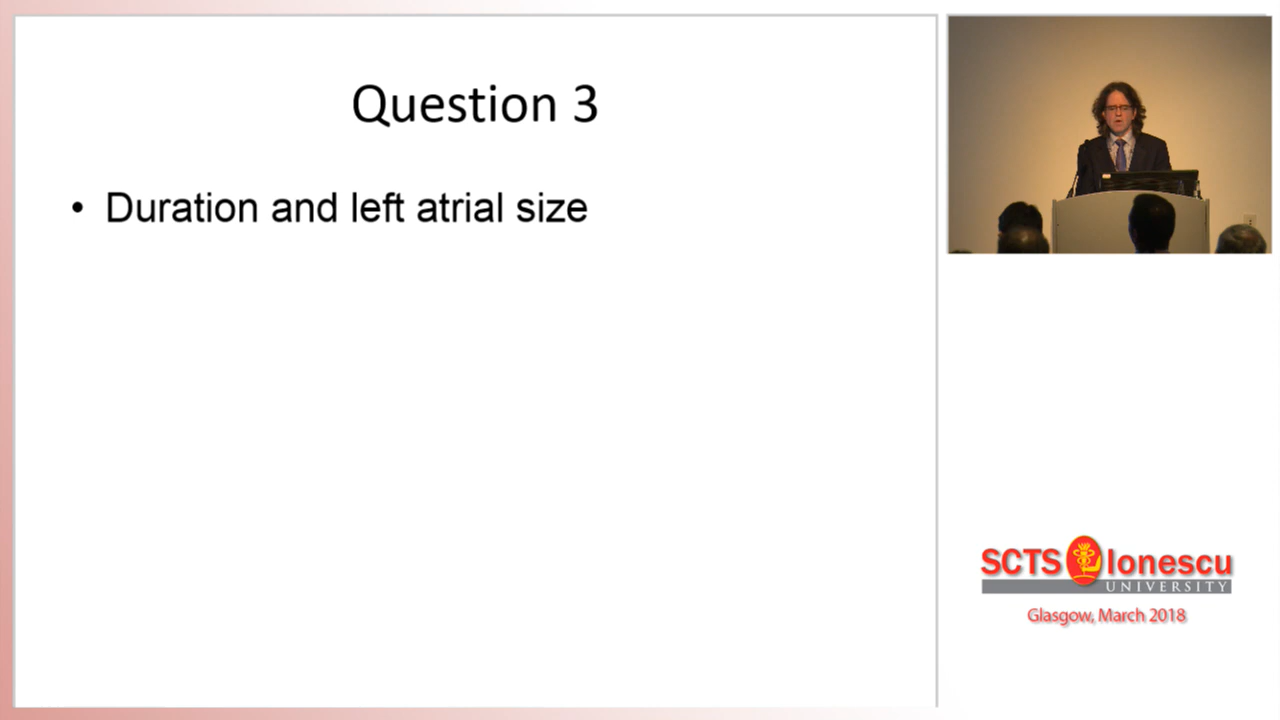 Question 3
• Duration and left atrial size
SCTS Ionescu
UNIVERSITY
Glasgow, March 2018